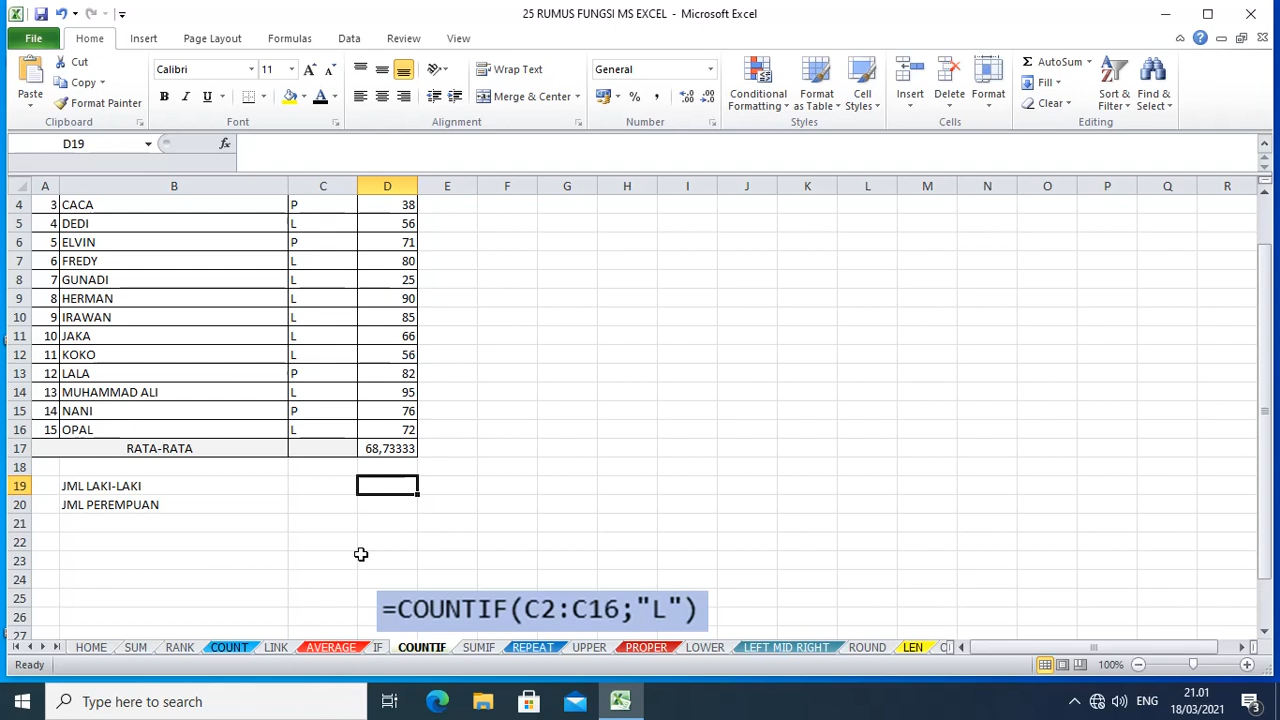 25 RUMUS FUNGSI MS EXCEL - Microsoft Excel
File Home Insert Page Layout Formulas Data Review View
Paste
Cut
Copy
Format Painter
Calibri 11
B I U
Wrap Text
Merge & Center
General
Conditional Formatting
Format as Table
Cell Styles
Insert Delete Format
AutoSum
Fill
Clear
Sort & Filter
Find & Select
Clipboard Font Alignment Number Styles Cells Editing
D19 fx
A B C D E F G H I J K L M N O P Q R
4 3 CACA P 38
5 4 DEDI L 56
6 5 ELVIN P 71
7 6 FREDY L 80
8 7 GUNADI L 25
9 8 HERMAN L 90
10 9 IRAWAN L 85
11 10 JAKA L 66
12 11 KOKO L 56
13 12 LALA P 82
14 13 MUHAMMAD ALI L 95
15 14 NANI P 76
16 15 OPAL L 72
17 RATA-RATA 68,73333
18
19 JML LAKI-LAKI
20 JML PEREMPUAN
21
22
23
24
25
26
27
=COUNTIF(C2:C16;"L")
HOME SUM RANK COUNT LINK AVERAGE IF COUNTIF SUMIF REPEAT UPPER PROPER LOWER LEFT MID RIGHT ROUND LEN
Ready 100%
Type here to search
ENG
21.01
18/03/2021
3